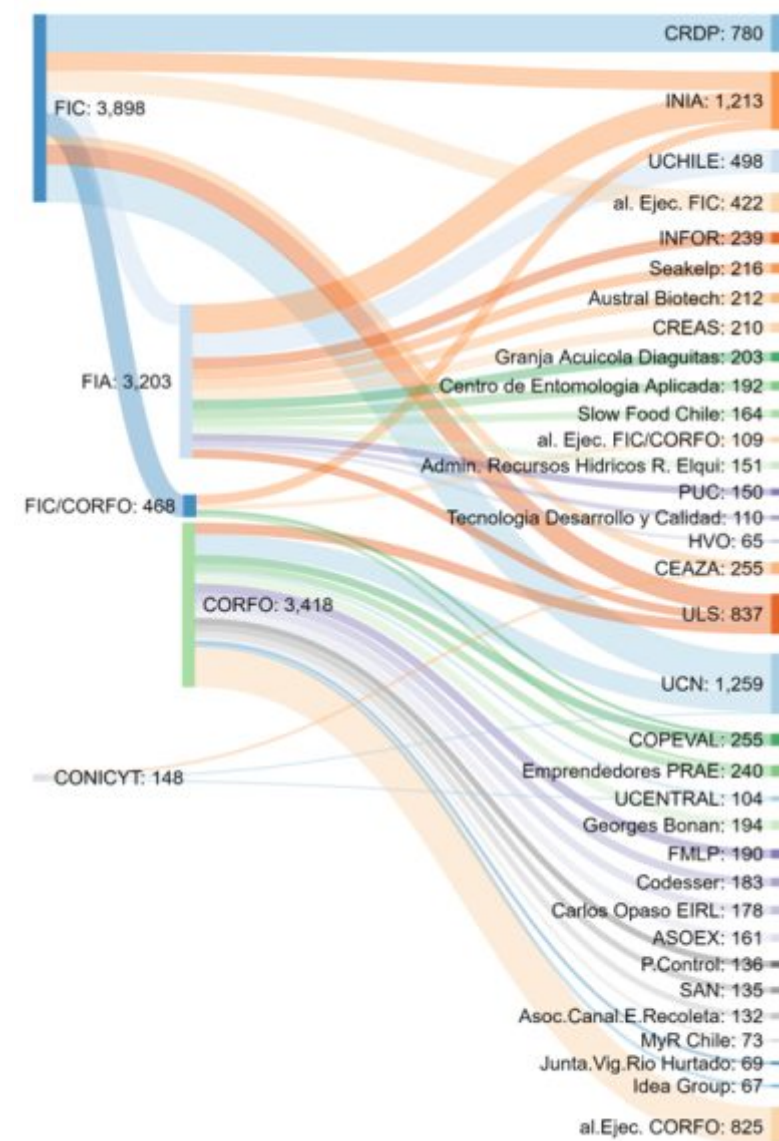 CRDP: 780
INIA: 1,213
FIC: 3,898
UCHILE: 498
al. Ejec. FIC: 422
INFOR: 239
Seakelp: 216
Austral Biotech: 212
CREAS: 210
Granja Acuicola Diaguitas: 203
FIA: 3,203
Centro de Entomologia Aplicada: 192
Slow Food Chile: 164
al. Ejec. FIC/CORFO: 109
Admin. Recursos Hidricos R. Elqui: 151
PUC: 150
FIC/CORFO: 468
Tecnologia Desarrollo y Calidad: 110
HVO: 65
CEAZA: 255
CORFO: 3,418
ULS: 837
UCN: 1,259
COPEVAL: 255
Emprendedores PRAE: 240
CONICYT: 148
UCENTRAL: 104
Georges Bonan: 194
FMLP: 190
Codesser: 183
Carlos Opaso EIRL: 178
ASOEX: 161
P.Control: 136
SAN: 135
Asoc.Canal.E.Recoleta: 132
MyR Chile: 73
Junta.Vig.Rio Hurtado: 69
Idea Group: 67
al.Ejec. CORFO: 825